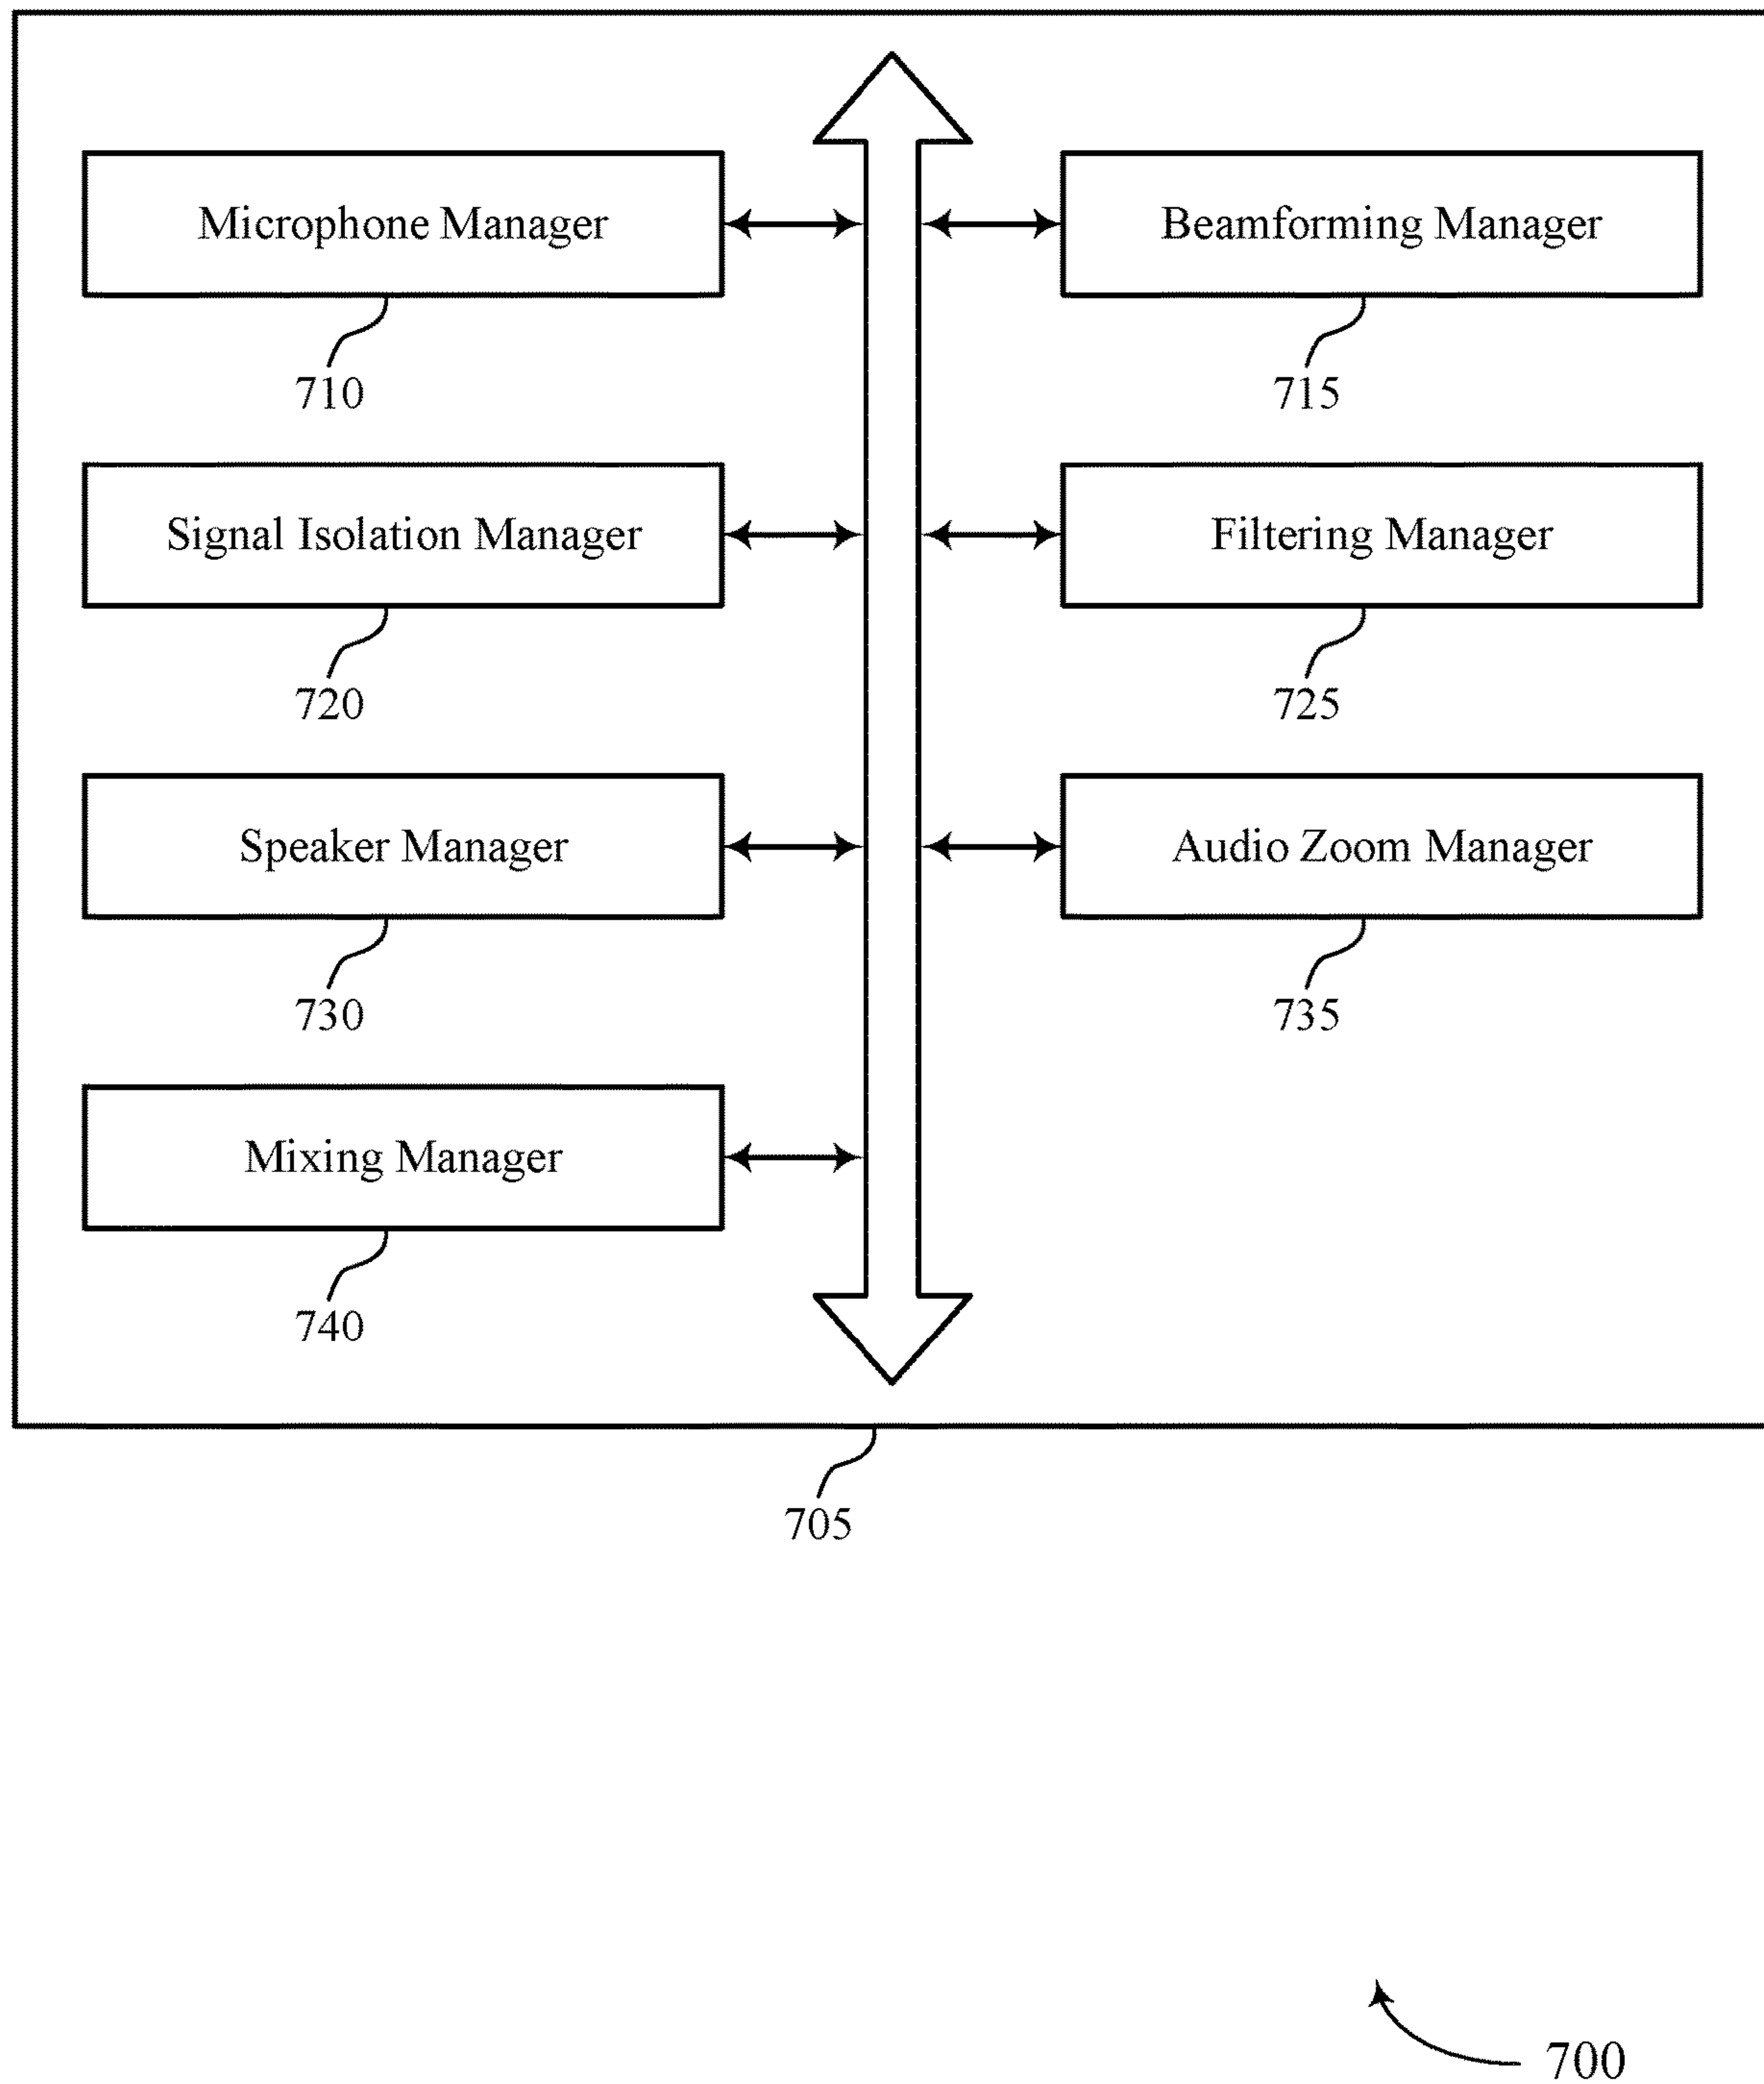 Microphone Manager
Beamforming Manager
710
715
Signal Isolation Manager
Filtering Manager
720
725
Speaker Manager
Audio Zoom Manager
730
735
Mixing Manager
740
705
700